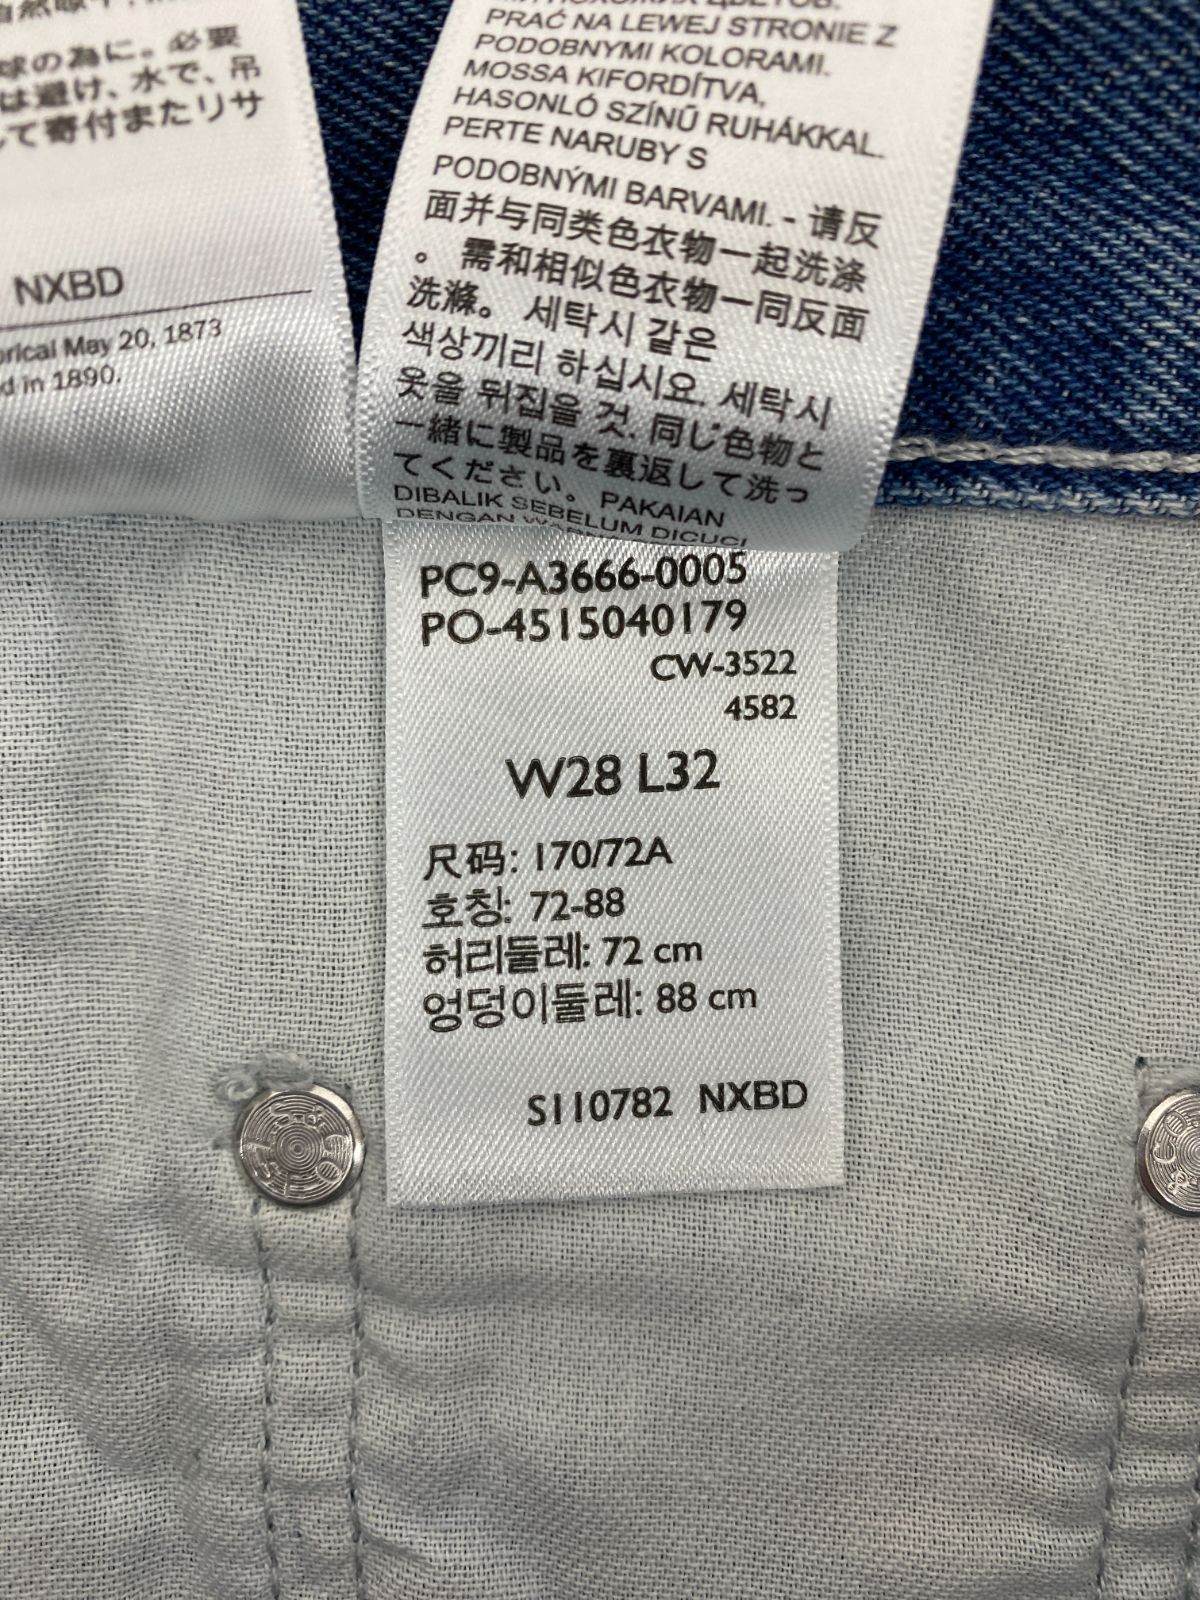 球の為に。必要
は避け、水で、吊
して寄付またリサ
NXBD
May 20, 1873
in 1890.
PRAĆ NA LEWEJ STRONIE Z
PODOBNYMI KOLORAMI.
MOSSA KIFORDÍTVA,
HASONLÓ SZÍNŰ RUHÁKKAL.
PERTE NARUBY S
PODOBNÝMI BARVAMI. - 请反
面并与同类色衣物一起洗涤
。需和相似色衣物一同反面
洗滌。 세탁시 같은
색상끼리 하십시요. 세탁시
옷을 뒤집을 것. 同じ色物と
一緒に製品を裏返して洗っ
てください。 PAKAIAN
DIBALIK SEBELUM DICUCI
DENGAN
PC9-A3666-0005
PO-4515040179
CW-3522
4582
W28 L32
尺码: 170/72A
호칭: 72-88
허리둘레: 72 cm
엉덩이둘레: 88 cm
S110782 NXBD